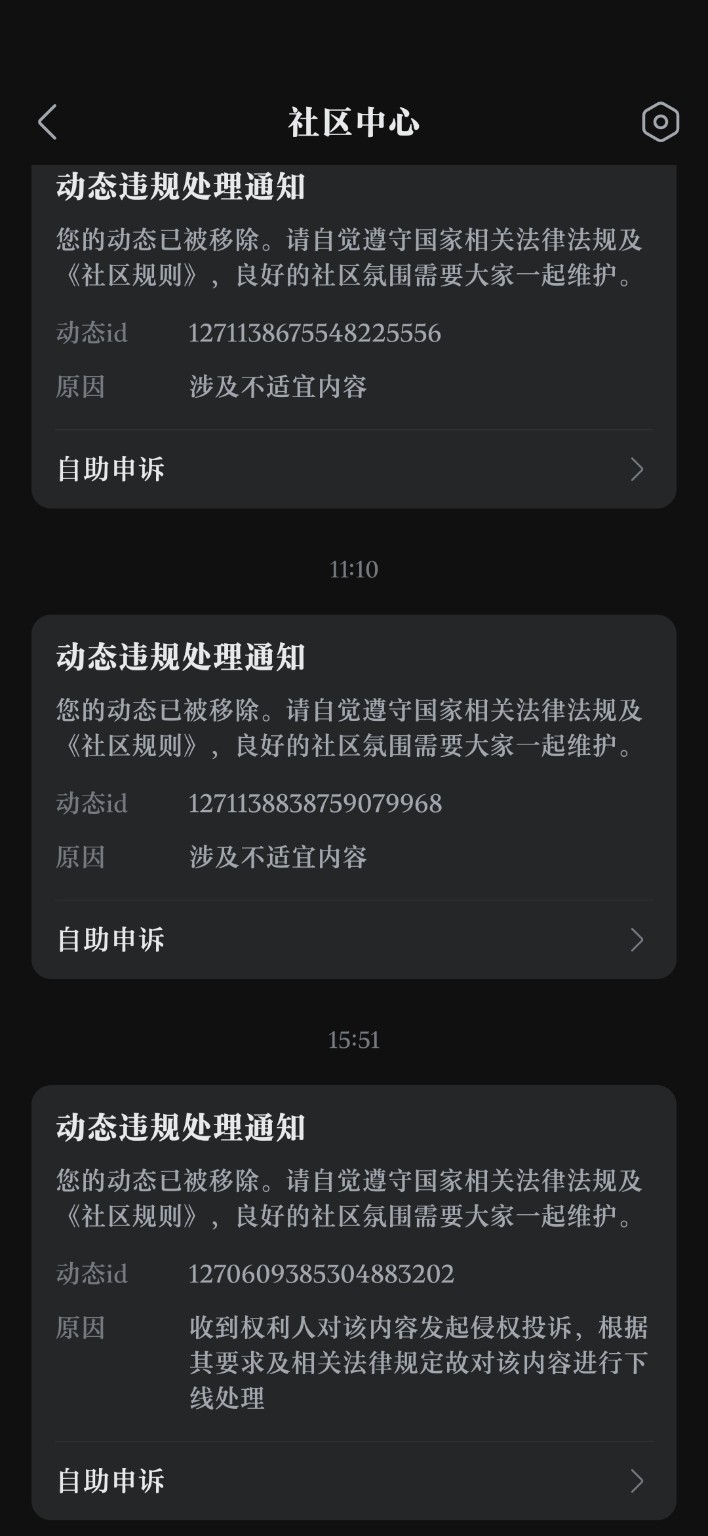 社区中心
动态违规处理通知
您的动态已被移除。请自觉遵守国家相关法律法规及
《社区规则》，良好的社区氛围需要大家一起维护。
动态id 1271138675548225556
原因 涉及不适宜内容
自助申诉
11:10
动态违规处理通知
您的动态已被移除。请自觉遵守国家相关法律法规及
《社区规则》，良好的社区氛围需要大家一起维护。
动态id 1271138838759079968
原因 涉及不适宜内容
自助申诉
15:51
动态违规处理通知
您的动态已被移除。请自觉遵守国家相关法律法规及
《社区规则》，良好的社区氛围需要大家一起维护。
动态id 1270609385304883202
原因 收到权利人对该内容发起侵权投诉，根据
其要求及相关法律规定故对该内容进行下
线处理
自助申诉